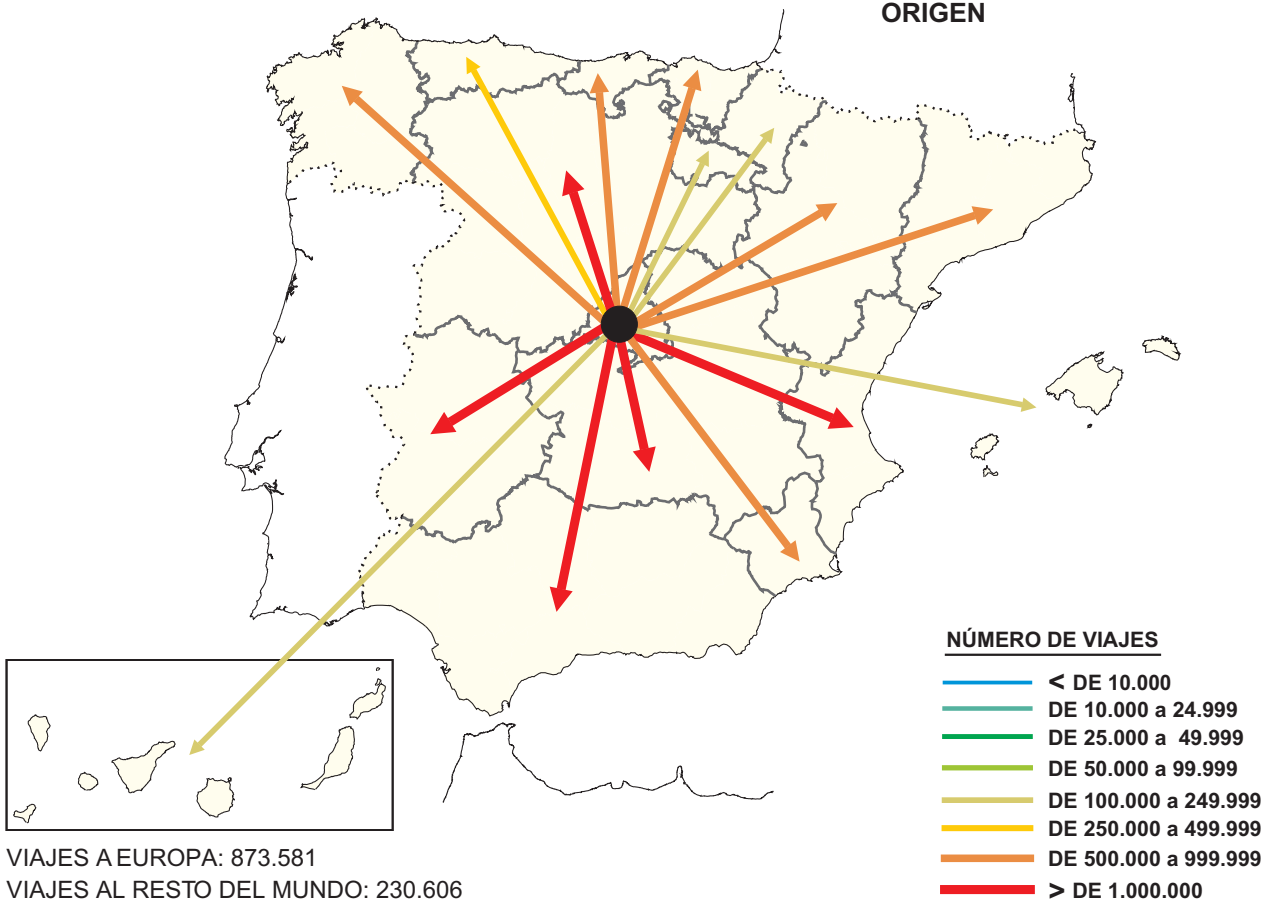 ORIGEN
NÚMERO DE VIAJES
< DE 10.000
DE 10.000 a 24.999
DE 25.000 a 49.999
DE 50.000 a 99.999
DE 100.000 a 249.999
DE 250.000 a 499.999
DE 500.000 a 999.999
> DE 1.000.000
VIAJES A EUROPA: 873.581
VIAJES AL RESTO DEL MUNDO: 230.606